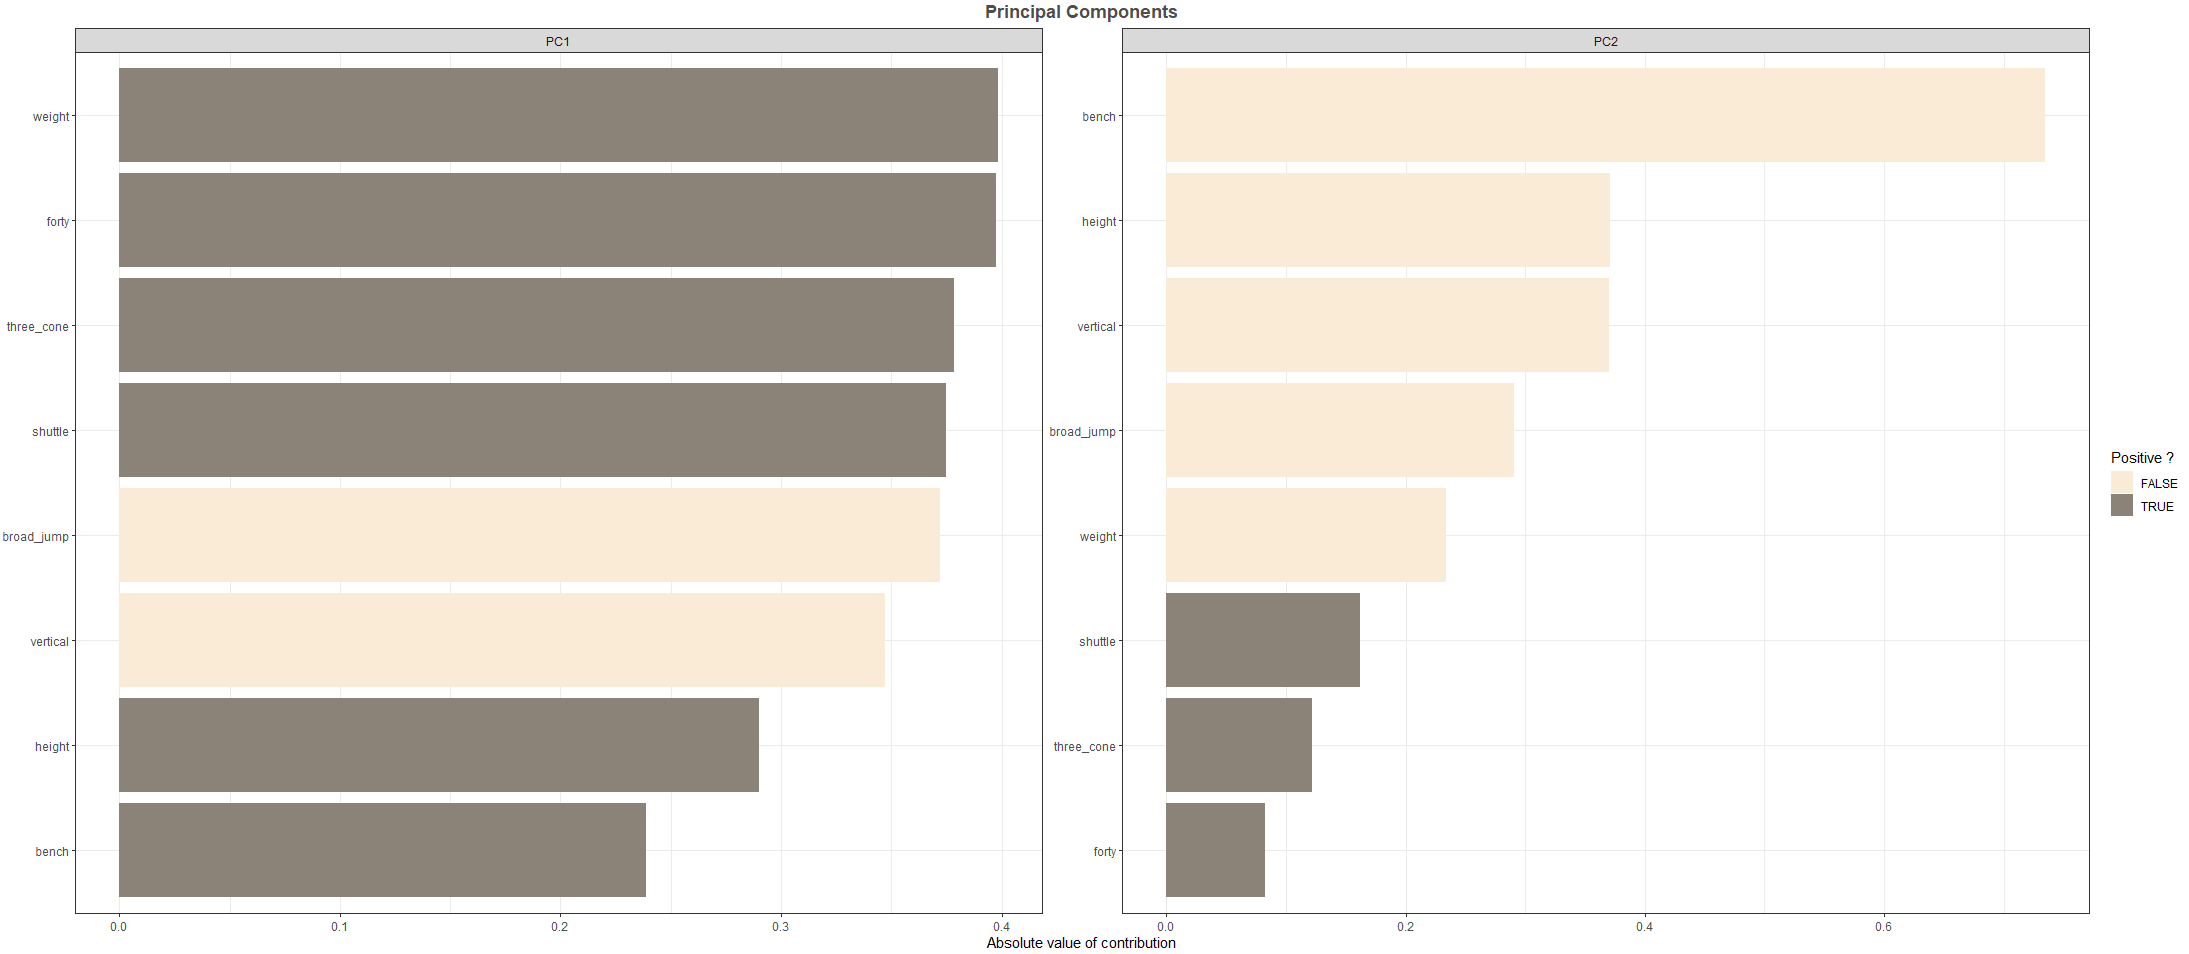 Principal Components
PC1
weight
forty
three_cone
shuttle
broad_jump
vertical
height
bench
0.0 0.1 0.2 0.3 0.4
PC2
bench
height
vertical
broad_jump
weight
shuttle
three_cone
forty
0.0 0.2 0.4 0.6
Absolute value of contribution
Positive ?
FALSE
TRUE